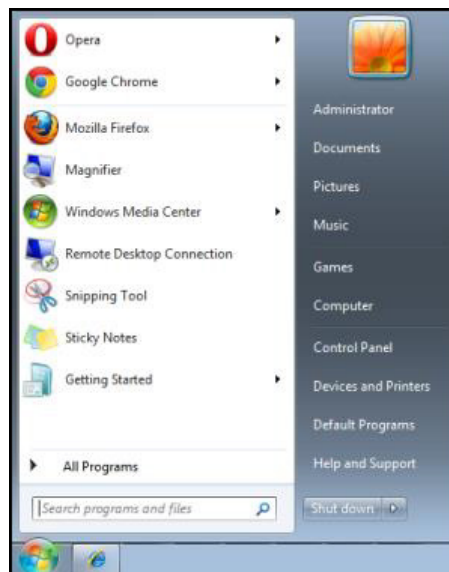 Opera
Google Chrome
Mozilla Firefox
Magnifier
Windows Media Center
Remote Desktop Connection
Snipping Tool
Sticky Notes
Getting Started
All Programs
Search programs and files
Administrator
Documents
Pictures
Music
Games
Computer
Control Panel
Devices and Printers
Default Programs
Help and Support
Shut down